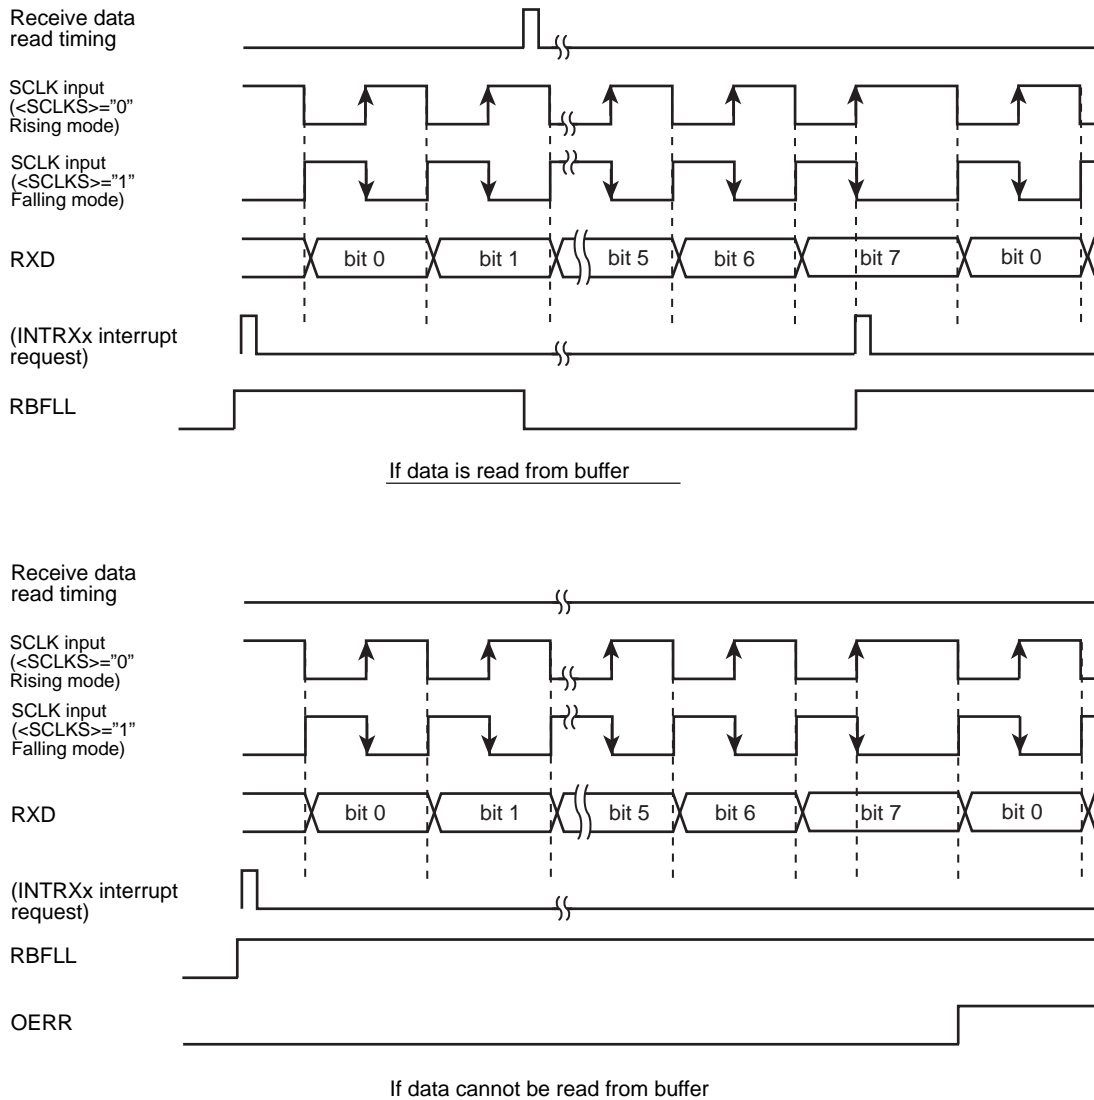 Receive data
read timing
SCLK input
(<SCLKS>="0"
Rising mode)
SCLK input
(<SCLKS>="1"
Falling mode)
RXD
bit 0
bit 1
bit 5
bit 6
bit 7
bit 0
(INTRXx interrupt
request)
RBFLL
If data is read from buffer
Receive data
read timing
SCLK input
(<SCLKS>="0"
Rising mode)
SCLK input
(<SCLKS>="1"
Falling mode)
RXD
bit 0
bit 1
bit 5
bit 6
bit 7
bit 0
(INTRXx interrupt
request)
RBFLL
OERR
If data cannot be read from buffer